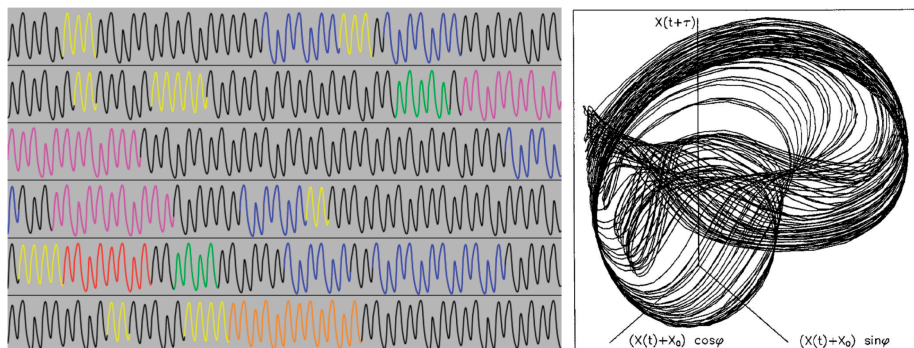 X(t+τ)
(X(t)+X₀) cosφ
(X(t)+X₀) sinφ